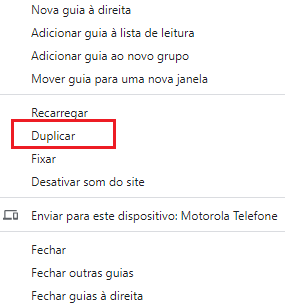 Nova guia à direita
Adicionar guia à lista de leitura
Adicionar guia ao novo grupo
Mover guia para uma nova janela
Recarregar
Duplicar
Fixar
Desativar som do site
Enviar para este dispositivo: Motorola Telefone
Fechar
Fechar outras guias
Fechar guias à direita